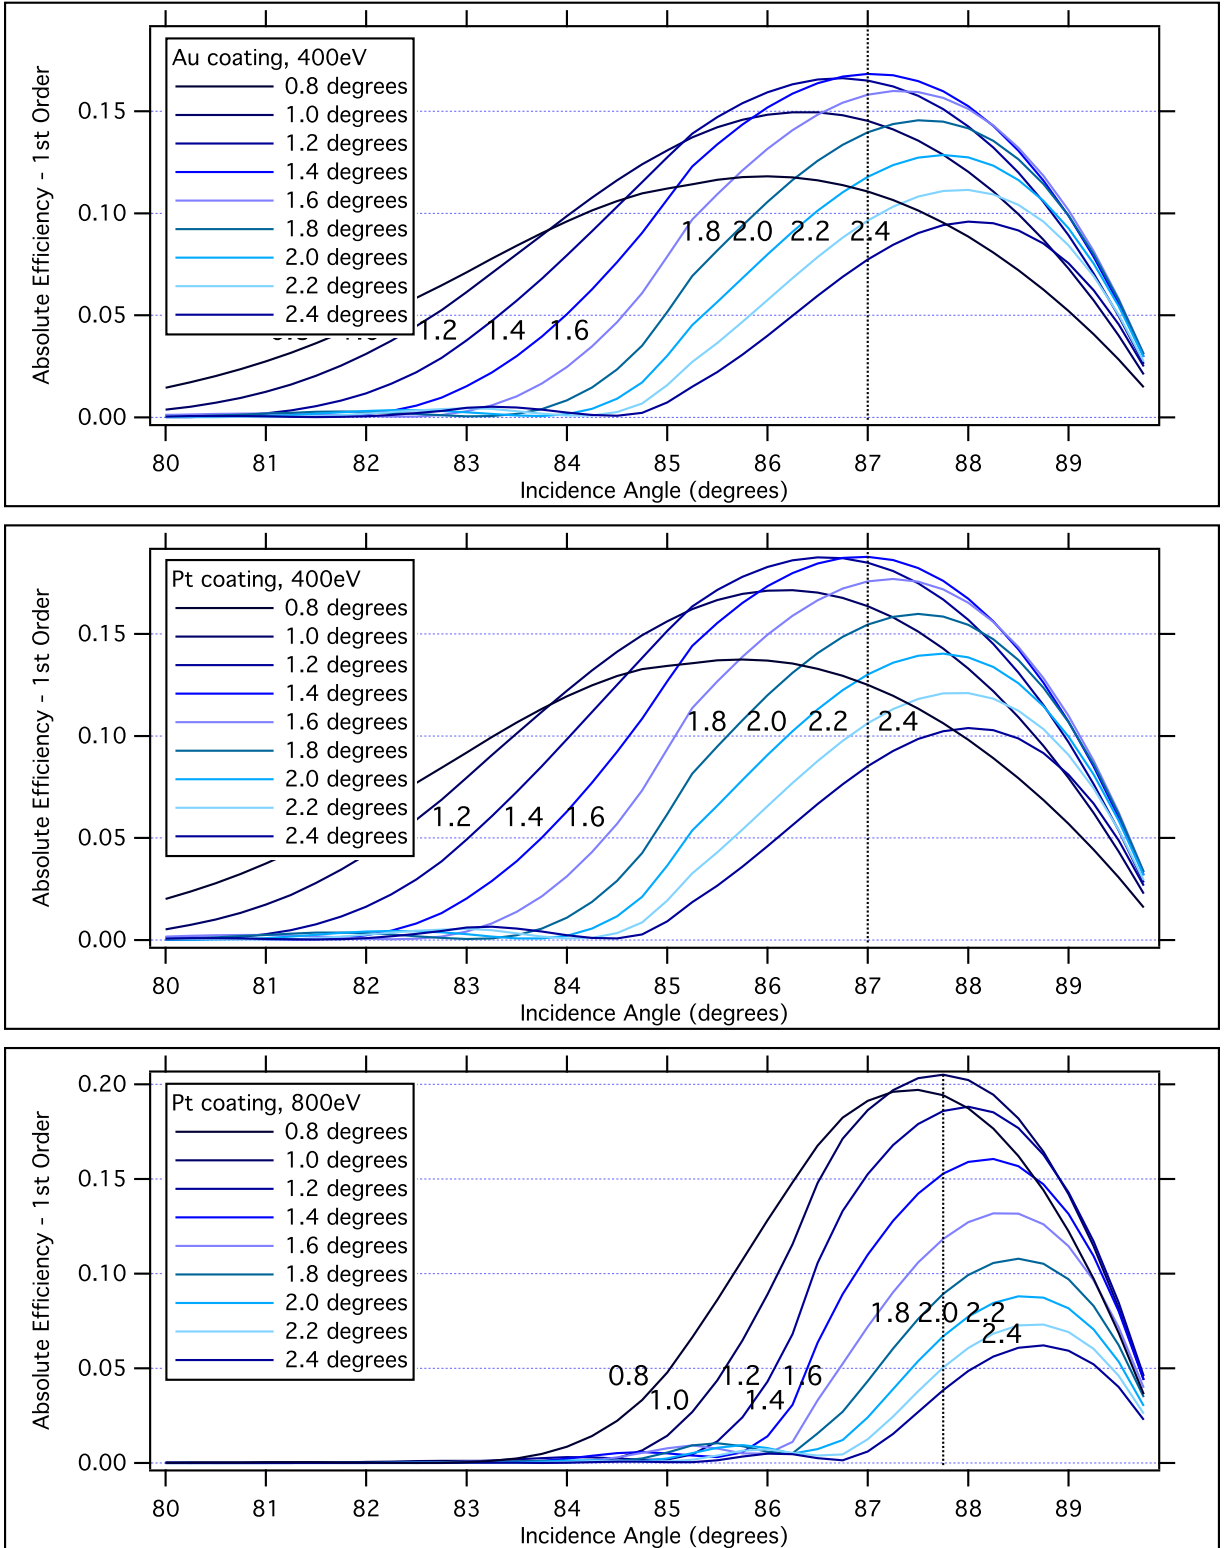 Au coating, 400eV
0.8 degrees
1.0 degrees
1.2 degrees
1.4 degrees
1.6 degrees
1.8 degrees
2.0 degrees
2.2 degrees
2.4 degrees
Absolute Efficiency - 1st Order
0.15
0.10
0.05
0.00
1.8 2.0 2.2 2.4
1.2 1.4 1.6
80 81 82 83 84 85 86 87 88 89
Incidence Angle (degrees)
Pt coating, 400eV
0.8 degrees
1.0 degrees
1.2 degrees
1.4 degrees
1.6 degrees
1.8 degrees
2.0 degrees
2.2 degrees
2.4 degrees
Absolute Efficiency - 1st Order
0.15
0.10
0.05
0.00
1.8 2.0 2.2 2.4
1.2 1.4 1.6
80 81 82 83 84 85 86 87 88 89
Incidence Angle (degrees)
Pt coating, 800eV
0.8 degrees
1.0 degrees
1.2 degrees
1.4 degrees
1.6 degrees
1.8 degrees
2.0 degrees
2.2 degrees
2.4 degrees
Absolute Efficiency - 1st Order
0.20
0.15
0.10
0.05
0.00
1.8 2.0 2.2
2.4
0.8 1.2 1.6
1.0 1.4
80 81 82 83 84 85 86 87 88 89
Incidence Angle (degrees)